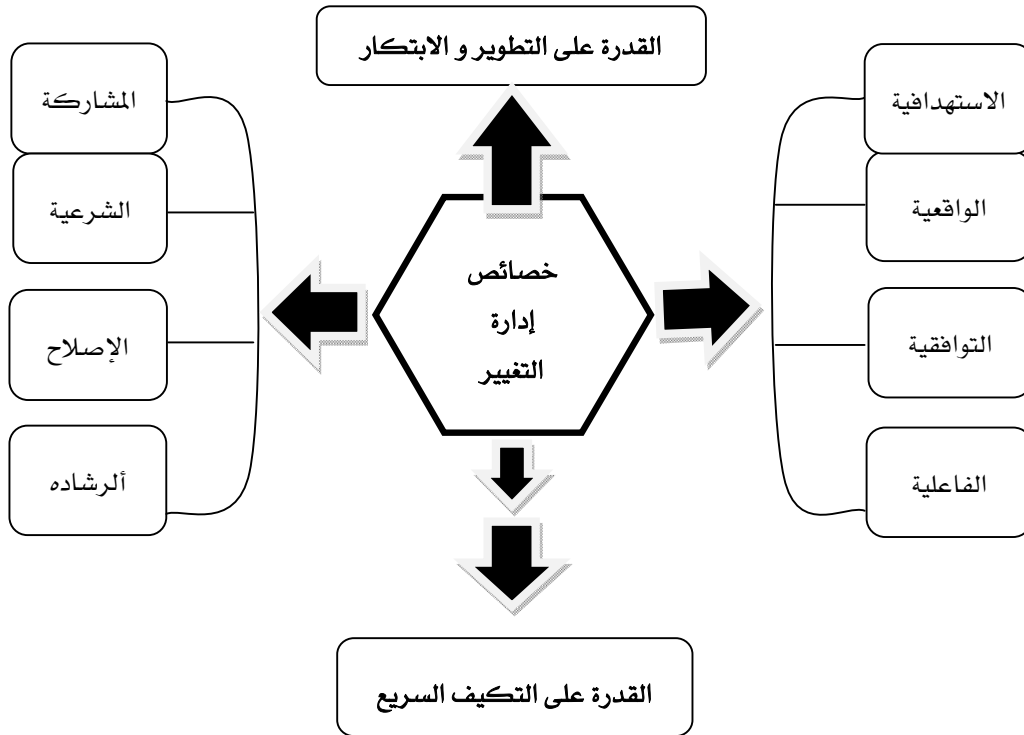 القدرة على التطوير و الابتكار
الاستهدافية
الواقعية
التوافقية
الفاعلية
خصائص
إدارة
التغيير
المشاركة
الشرعية
الإصلاح
ألرشاده
القدرة على التكيف السريع